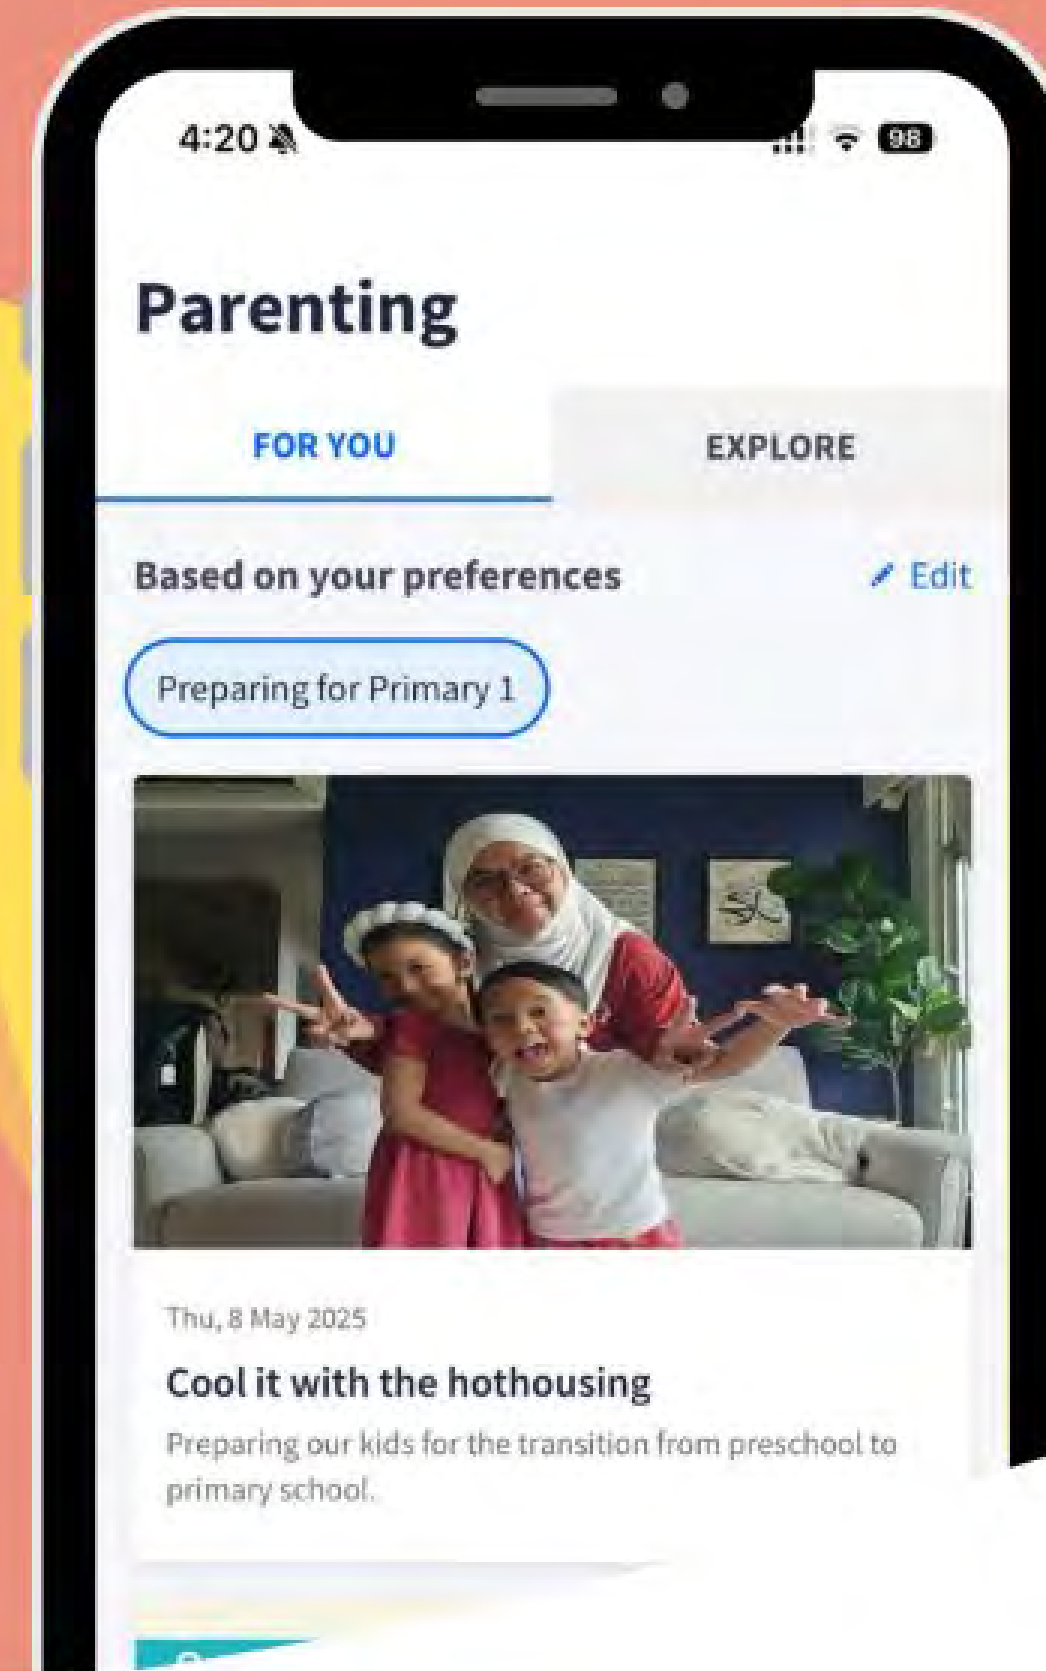 4:20
98
Parenting
FOR YOU
EXPLORE
Based on your preferences
Edit
Preparing for Primary 1
Thu, 8 May 2025
Cool it with the hothousing
Preparing our kids for the transition from preschool to
primary school.